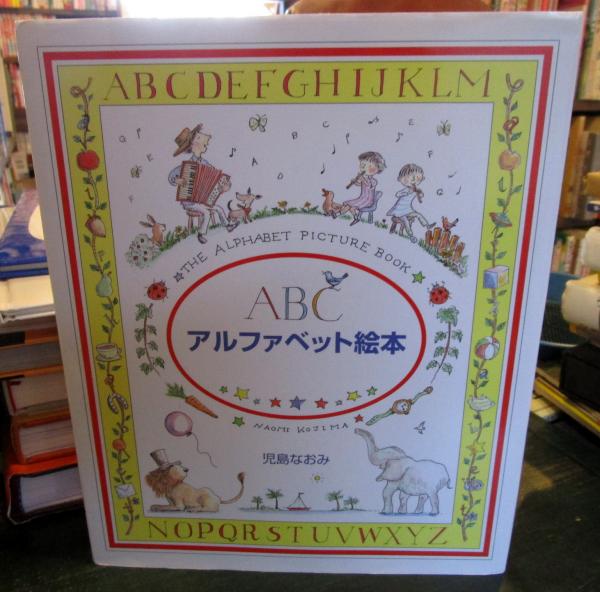 ABCDEFGHIJKLM
THE ALPHABET PICTURE BOOK
ABC
アルファベット絵本
NAOMI KOJIMA
児島なおみ
NOPQRSTUVWXYZ